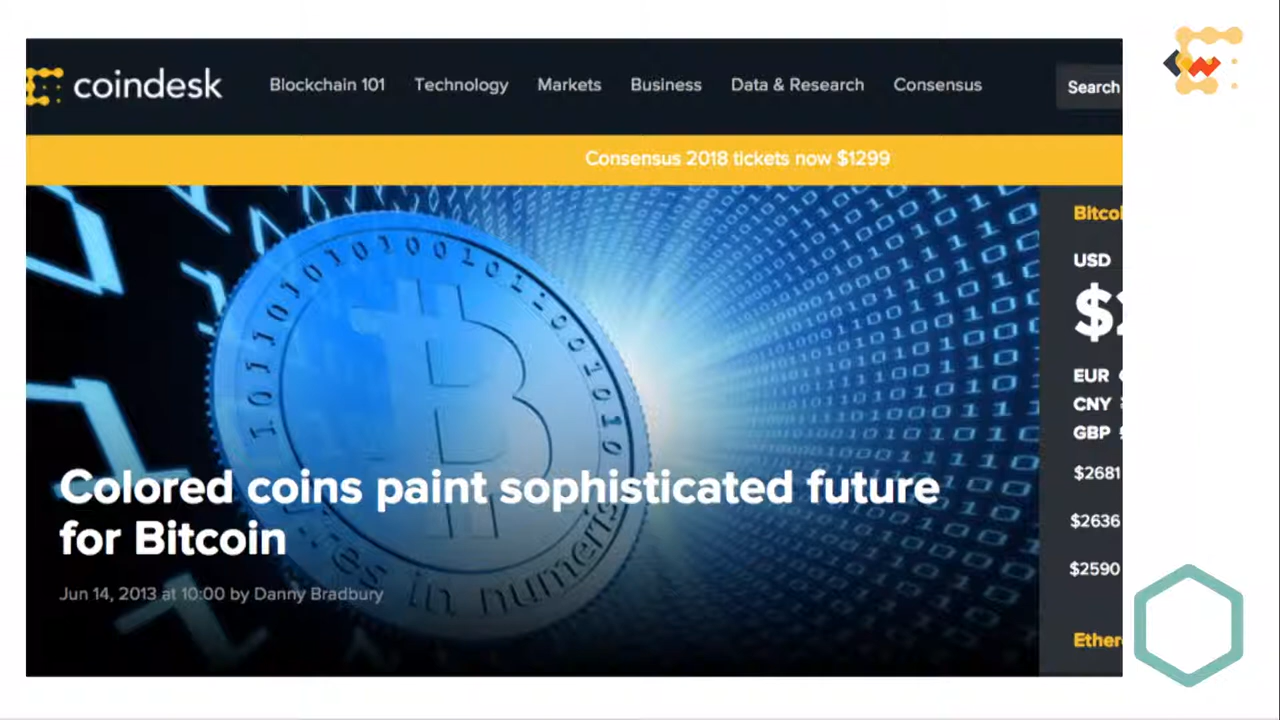 coindesk
Blockchain 101 Technology Markets Business Data & Research Consensus
Search
Consensus 2018 tickets now $1299
USD
EUR
CNY
GBP
$2681
$2636
$2590
Colored coins paint sophisticated future
for Bitcoin
Jun 14, 2013 at 10:00 by Danny Bradbury